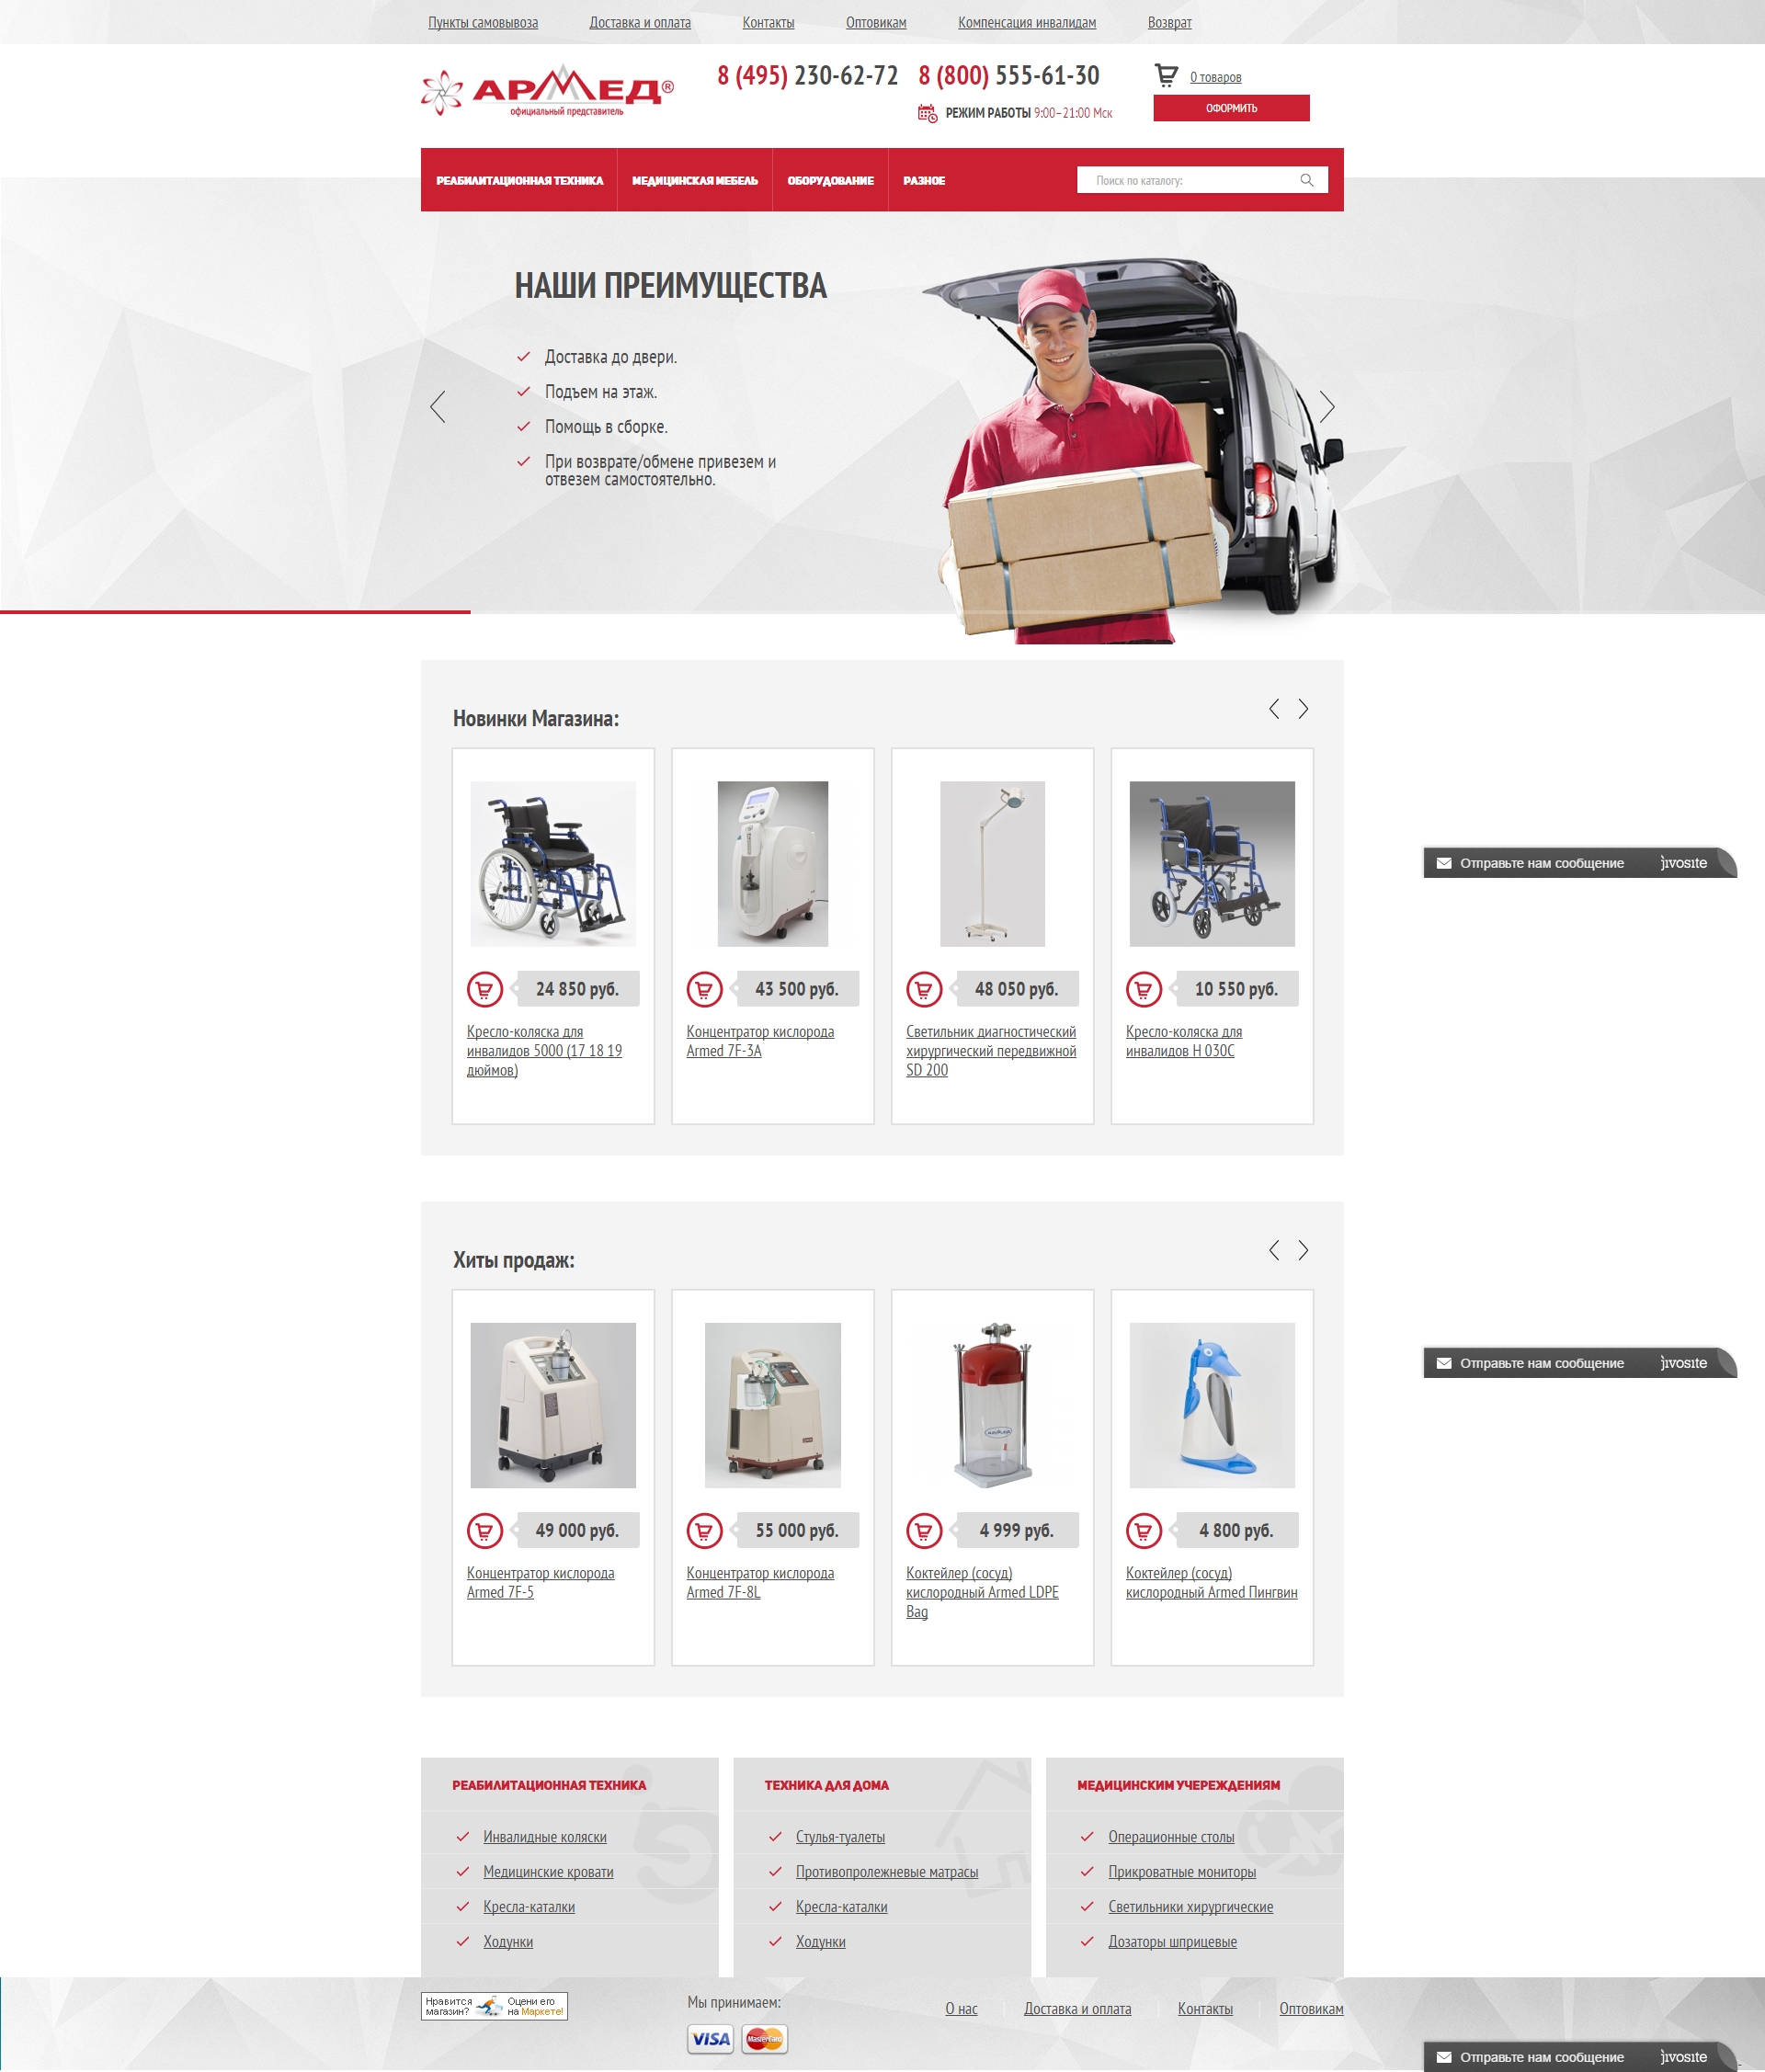 Пункты самовывоза Доставка и оплата Контакты Оптовикам Компенсация инвалидам Возврат
АРМЕД®
официальный представитель
8 (495) 230-62-72 8 (800) 555-61-30
РЕЖИМ РАБОТЫ 9:00–21:00 Мск
0 товаров
ОФОРМИТЬ
РЕАБИЛИТАЦИОННАЯ ТЕХНИКА МЕДИЦИНСКАЯ МЕБЕЛЬ ОБОРУДОВАНИЕ РАЗНОЕ Поиск по каталогу:
НАШИ ПРЕИМУЩЕСТВА
Доставка до двери.
Подъем на этаж.
Помощь в сборке.
При возврате/обмене привезем и
отвезем самостоятельно.
Новинки Магазина:
24 850 руб.
Кресло-коляска для
инвалидов 5000 (17 18 19
дюймов)
43 500 руб.
Концентратор кислорода
Armed 7F-3A
48 050 руб.
Светильник диагностический
хирургический передвижной
SD 200
10 550 руб.
Кресло-коляска для
инвалидов H 030C
Отправьте нам сообщение jivosite
Хиты продаж:
49 000 руб.
Концентратор кислорода
Armed 7F-5
55 000 руб.
Концентратор кислорода
Armed 7F-8L
АРМЕД
4 999 руб.
Коктейлер (сосуд)
кислородный Armed LDPE
Bag
4 800 руб.
Коктейлер (сосуд)
кислородный Armed Пингвин
Отправьте нам сообщение jivosite
РЕАБИЛИТАЦИОННАЯ ТЕХНИКА
Инвалидные коляски
Медицинские кровати
Кресла-каталки
Ходунки
ТЕХНИКА ДЛЯ ДОМА
Стулья-туалеты
Противопролежневые матрасы
Кресла-каталки
Ходунки
МЕДИЦИНСКИМ УЧЕРЕЖДЕНИЯМ
Операционные столы
Прикроватные мониторы
Светильники хирургические
Дозаторы шприцевые
Нравится магазин? Оцени его на Маркете!
Мы принимаем:
VISA MasterCard
О нас Доставка и оплата Контакты Оптовикам
Отправьте нам сообщение jivosite